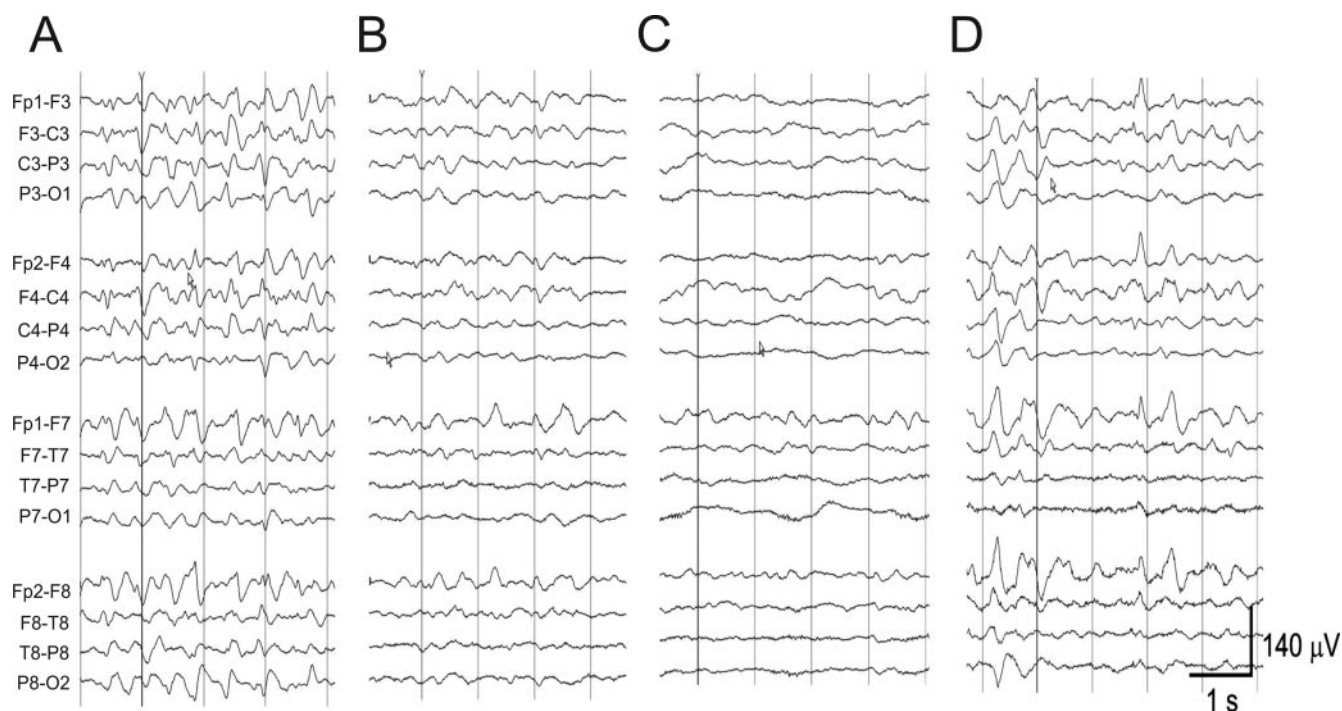 A B C D
Fp1-F3
F3-C3
C3-P3
P3-O1
Fp2-F4
F4-C4
C4-P4
P4-O2
Fp1-F7
F7-T7
T7-P7
P7-O1
Fp2-F8
F8-T8
T8-P8
P8-O2
140 μV
1 s